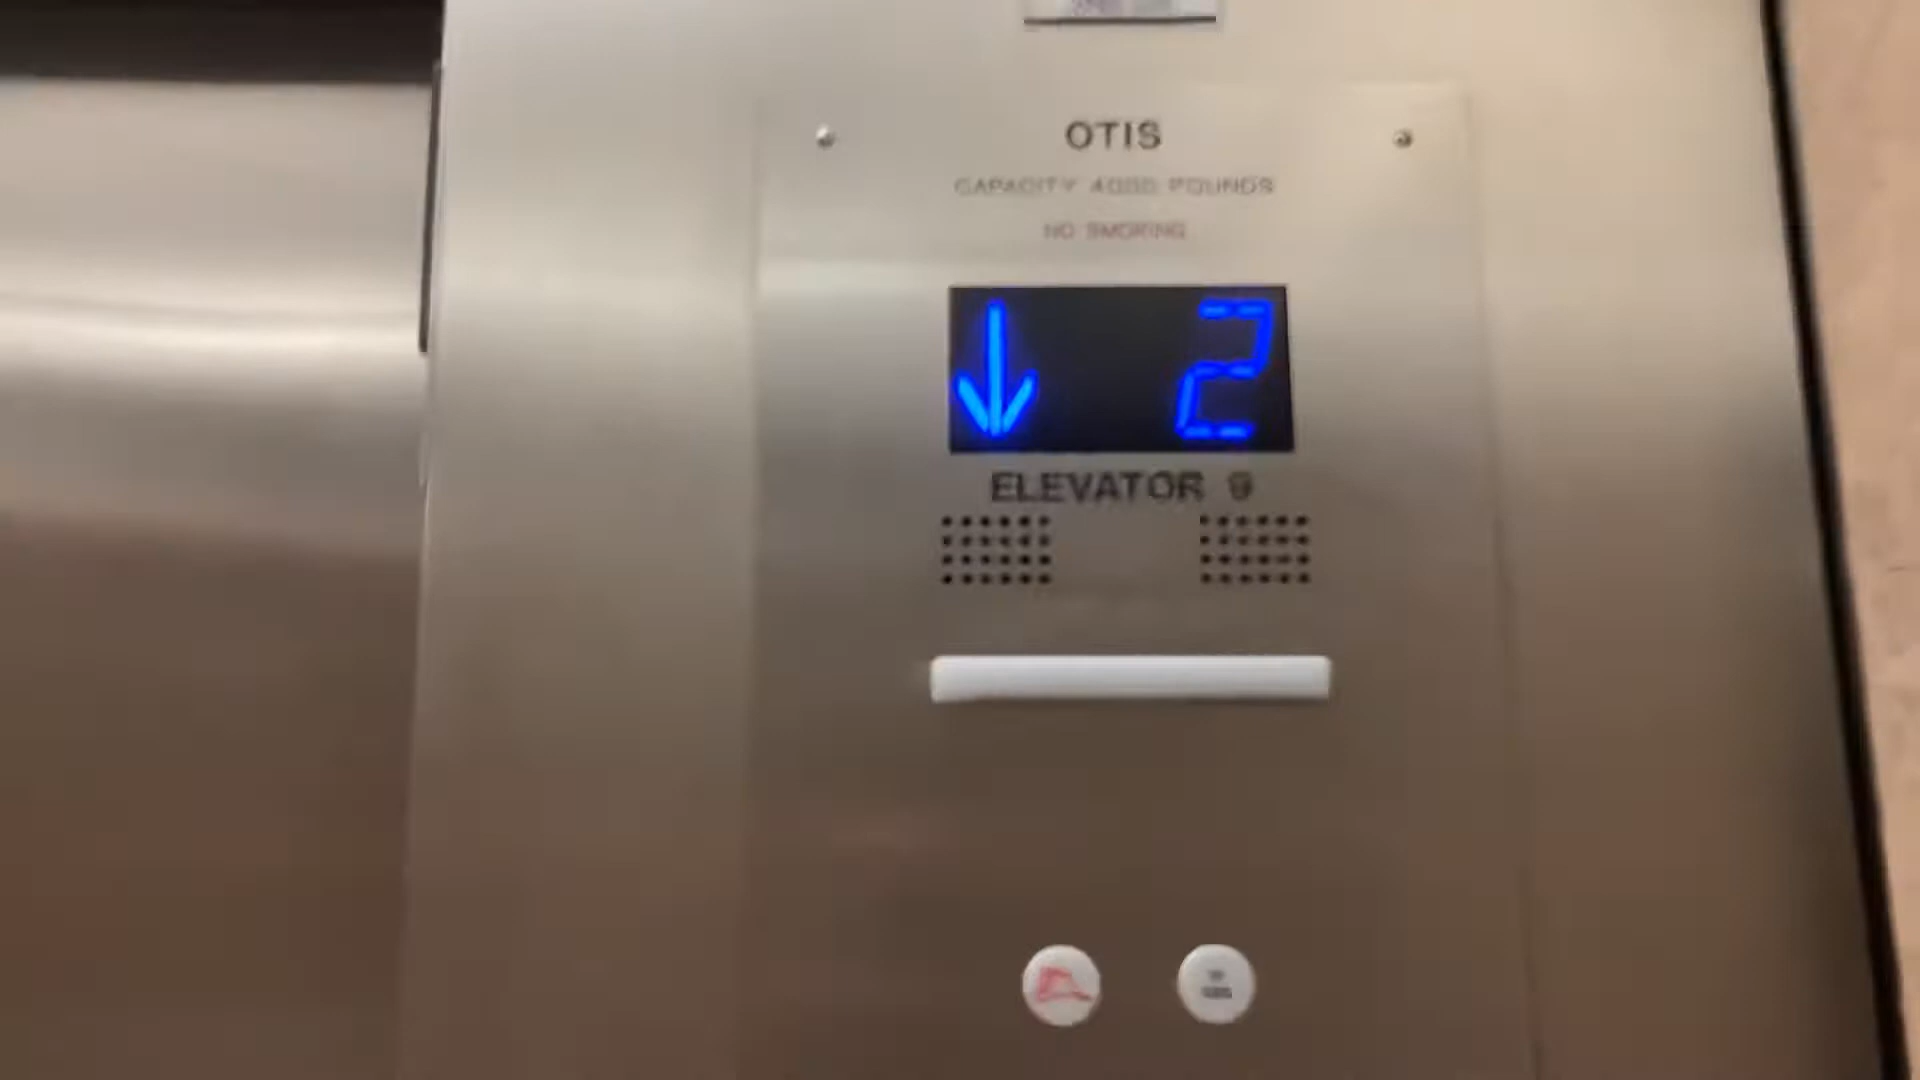 OTIS
CAPACITY 4000 POUNDS
NO SMOKING
↓ 2
ELEVATOR 9